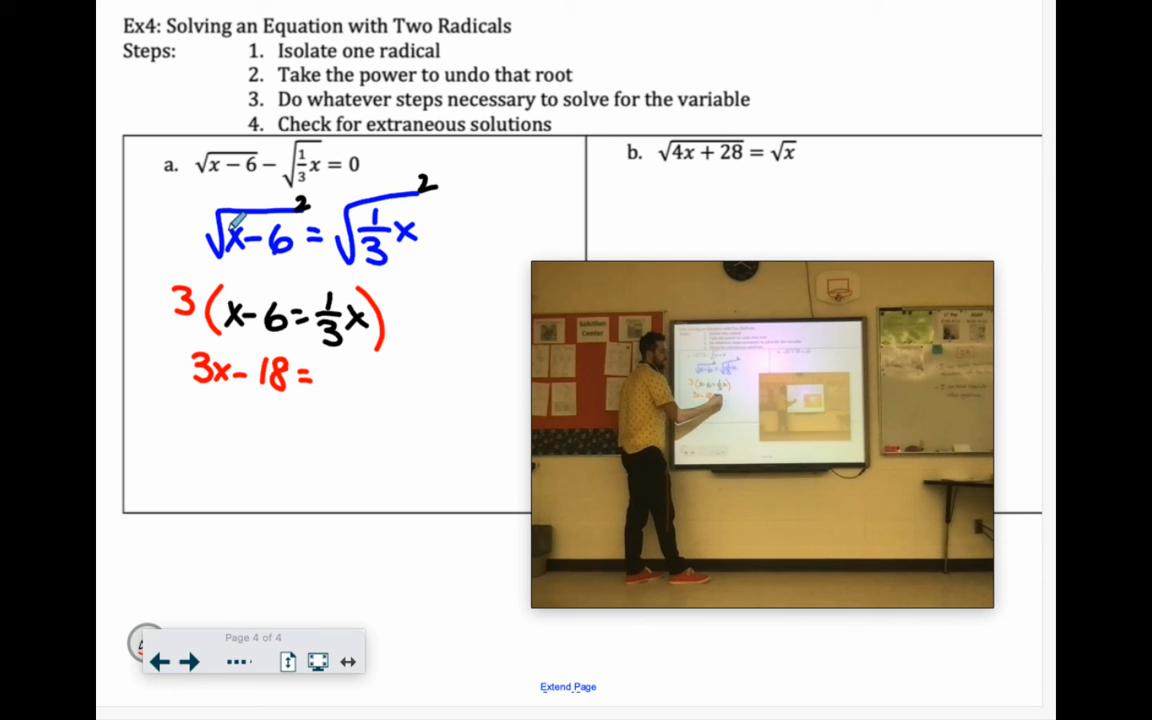 Ex4: Solving an Equation with Two Radicals
Steps: 1. Isolate one radical
2. Take the power to undo that root
3. Do whatever steps necessary to solve for the variable
4. Check for extraneous solutions
a. √(x − 6) − √(1/3 x) = 0
b. √(4x + 28) = √x
√(x − 6)² = √(1/3 x)²
3(x − 6 = 1/3 x)
3x − 18 =
Solution
Center
Page 4 of 4
Extend Page